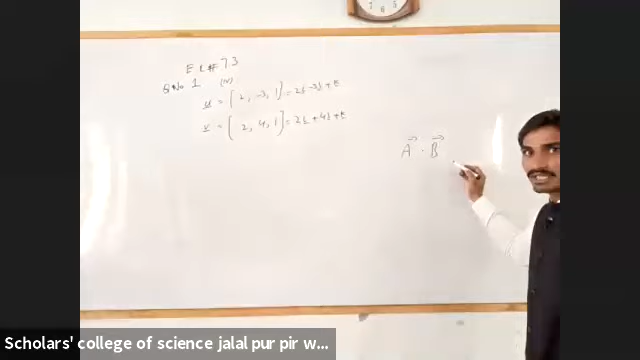 Ex # 7.3
Q No 1 (iv)
u = [2, -3, 1] = 2i - 3j + k
v = [2, 4, 1] = 2i + 4j + k
A · B
Scholars' college of science jalal pur pir w...